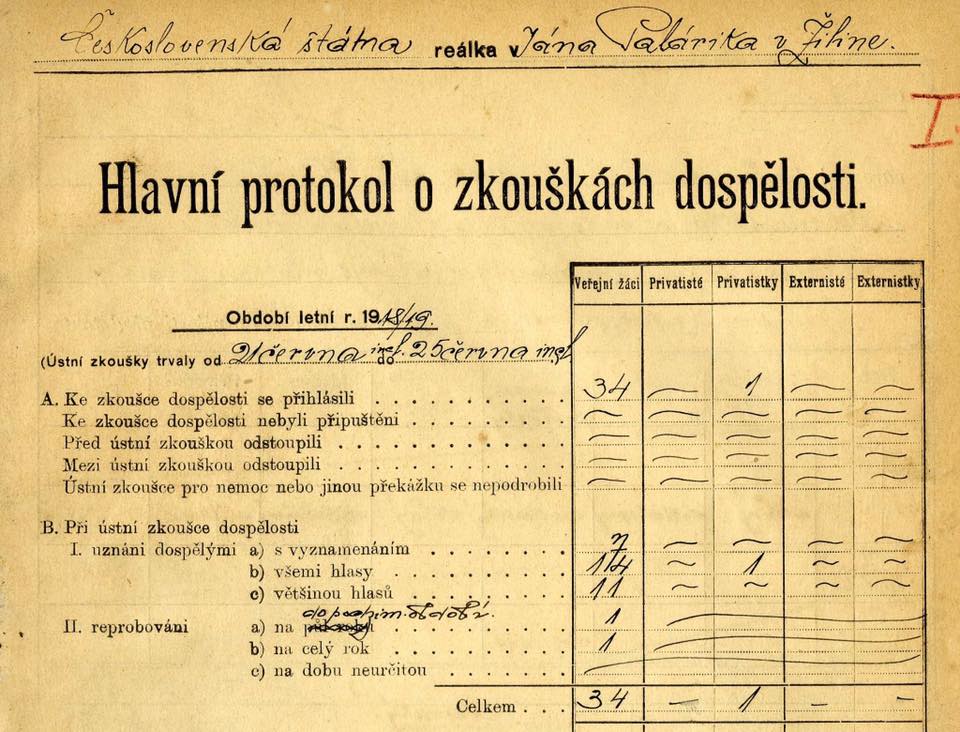 Československá štátna reálka v Jána Palárika v Žiline.
I.
Hlavní protokol o zkouškách dospělosti.
Veřejní žáci Privatisté Privatistky Externisté Externistky
Období letní r. 1918/19.
(Ústní zkoušky trvaly od 21 června incl. do 25 června incl
A. Ke zkoušce dospělosti se přihlásili . . . 34 — 1 — —
Ke zkoušce dospělosti nebyli připuštěni . . . — — — — —
Před ústní zkouškou odstoupili . . . — — — — —
Mezi ústní zkouškou odstoupili . . . — — — — —
Ústní zkoušce pro nemoc nebo jinou překážku se nepodrobili — — — — —
B. Při ústní zkoušce dospělosti
I. uznáni dospělými a) s vyznamenáním . . . 7 — — — —
b) všemi hlasy . . . 14 — 1 — —
c) většinou hlasů . . . 11 — — — —
do podzim. období.
II. reprobováni a) na . . . 1
b) na celý rok . . . 1
c) na dobu neurčitou . . .
Celkem . . . 34 — 1 — —